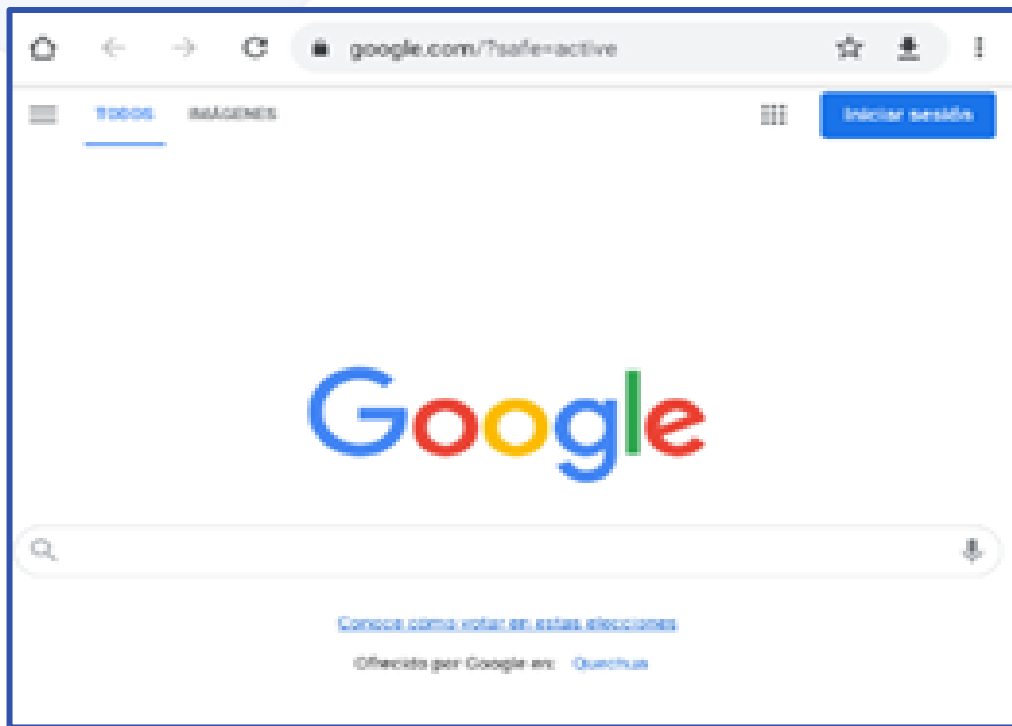 google.com/?safe=active
TODOS IMÁGENES
Iniciar sesión
Google
Conoce cómo votar en estas elecciones
Ofrecido por Google en: Quechua